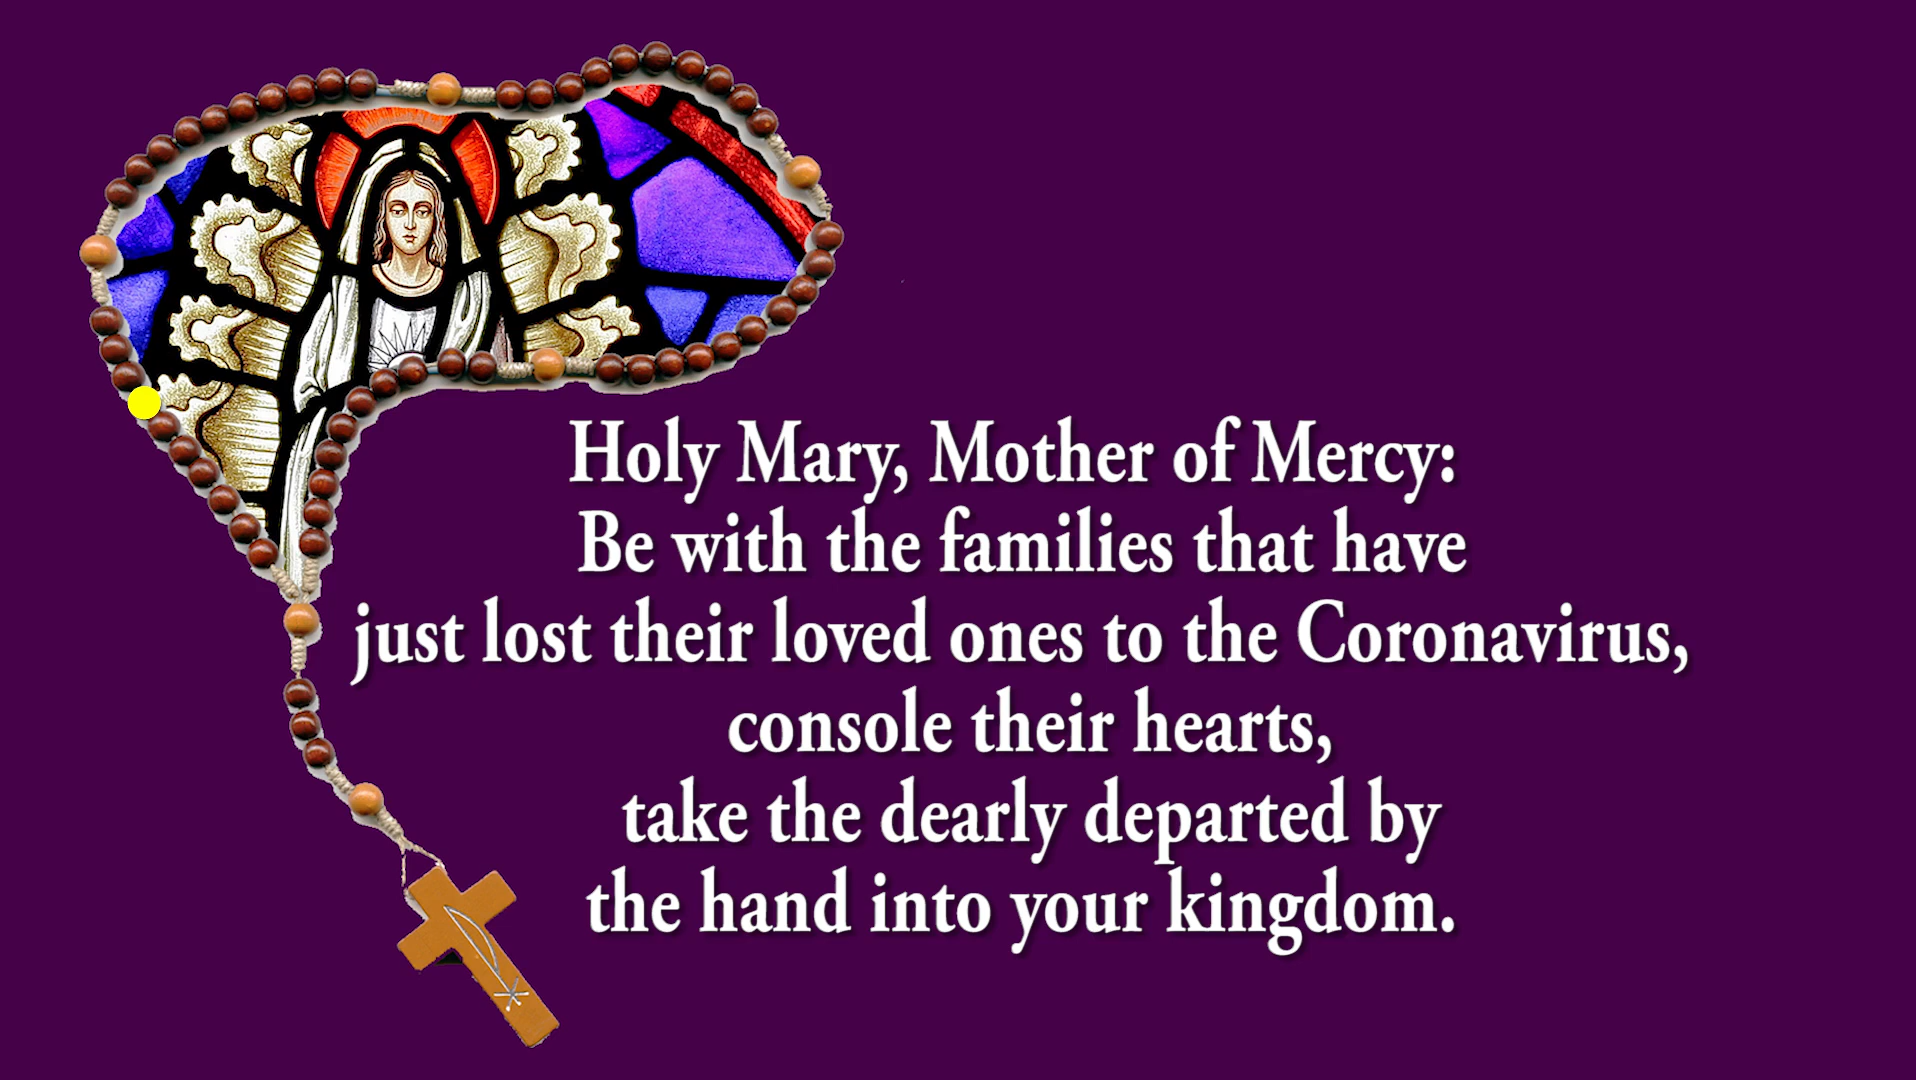 Holy Mary, Mother of Mercy:
Be with the families that have
just lost their loved ones to the Coronavirus,
console their hearts,
take the dearly departed by
the hand into your kingdom.